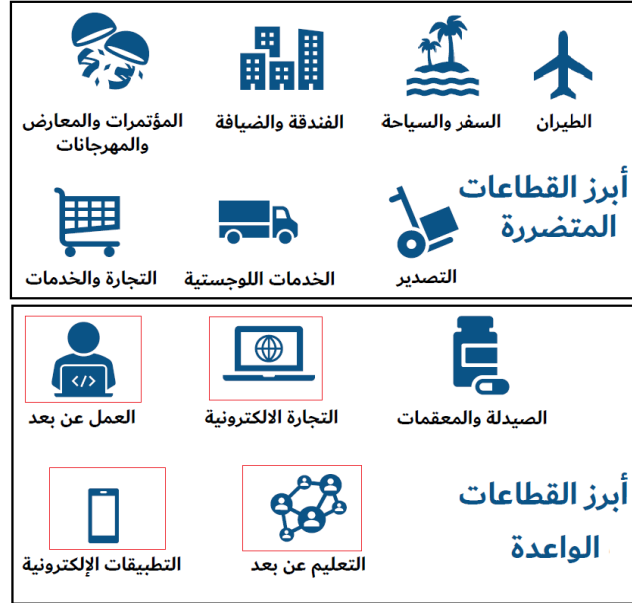 الطيران
السفر والسياحة
الفندقة والضيافة
المؤتمرات والمعارض
والمهرجانات
أبرز القطاعات
المتضررة
التصدير
الخدمات اللوجستية
التجارة والخدمات
الصيدلة والمعقمات
التجارة الالكترونية
</>
العمل عن بعد
أبرز القطاعات
الواعدة
التعليم عن بعد
التطبيقات الإلكترونية